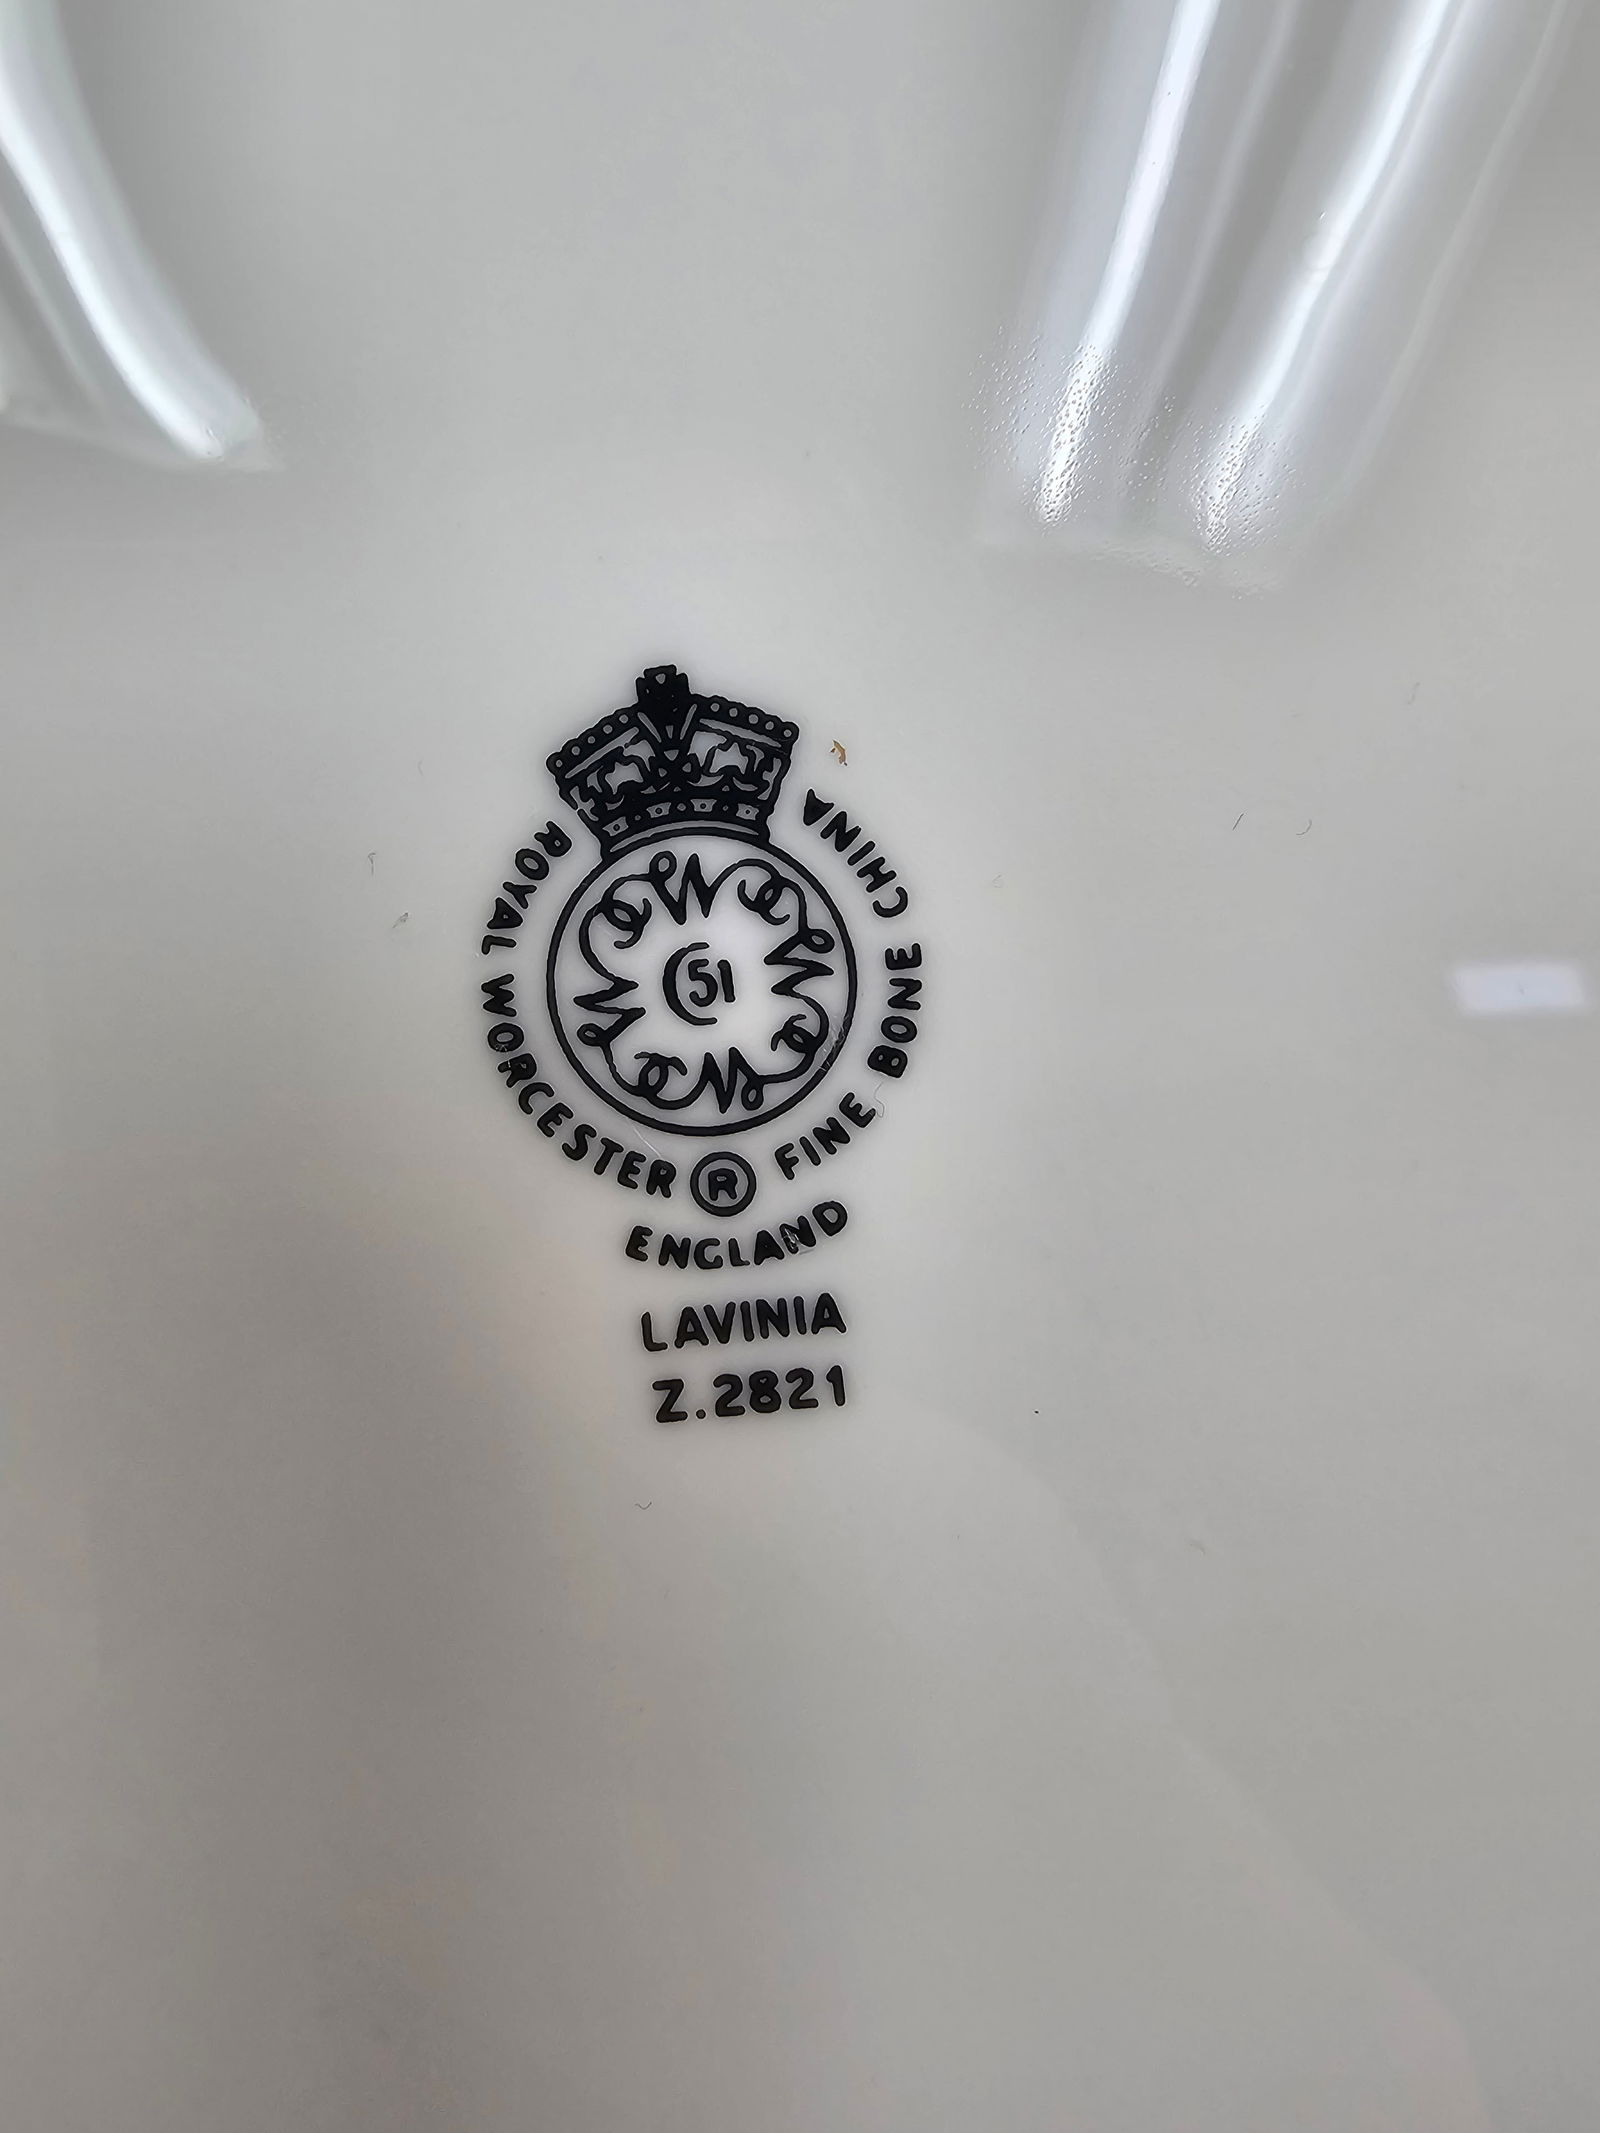 ROYAL WORCESTER ® FINE BONE CHINA
51
ENGLAND
LAVINIA
Z.2821